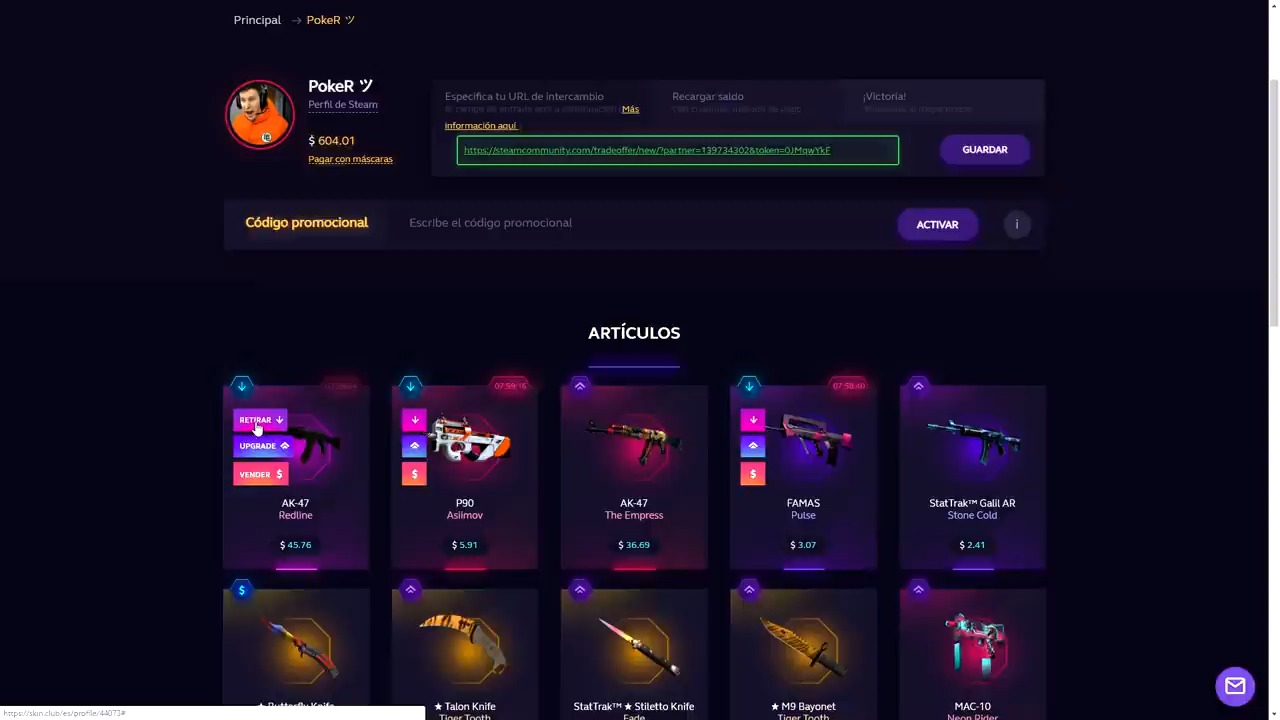 Principal → PokeR ツ
PokeR ツ
Perfil de Steam
$ 604.01
Pagar con máscaras
Especifica tu URL de intercambio
Más
información aquí
https://steamcommunity.com/tradeoffer/new/?partner=139734302&token=0JMqwYkF
GUARDAR
Recargar saldo
¡Victoria!
Código promocional
Escribe el código promocional
ACTIVAR
i
ARTÍCULOS
RETIRAR
UPGRADE
VENDER $
AK-47
Redline
$ 45.76
07:59:16
$
P90
Asiimov
$ 5.91
AK-47
The Empress
$ 36.69
07:58:40
$
FAMAS
Pulse
$ 3.07
StatTrak™ Galil AR
Stone Cold
$ 2.41
$
★ Butterfly Knife
★ Talon Knife
Tiger Tooth
StatTrak™ ★ Stiletto Knife
Fade
★ M9 Bayonet
Tiger Tooth
MAC-10
Neon Rider
https://skin.club/es/profile/44073#